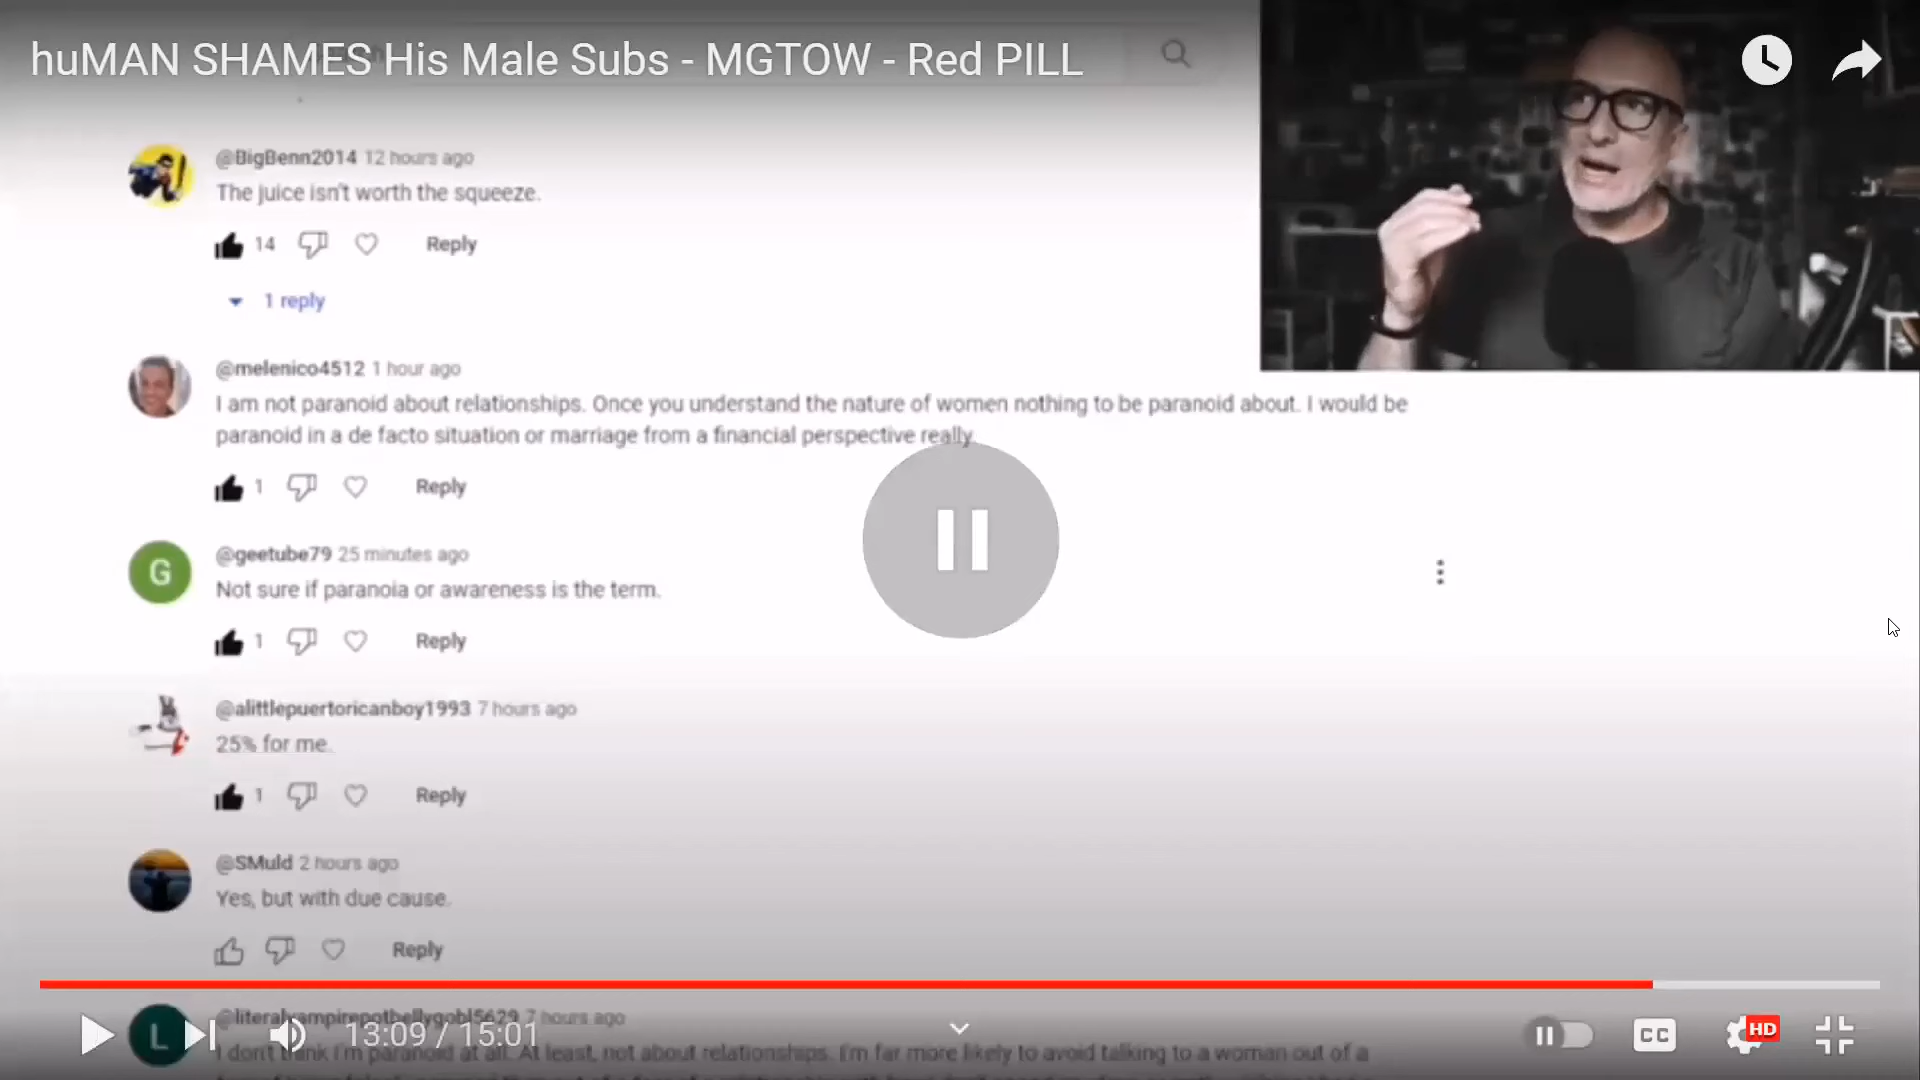 huMAN SHAMES His Male Subs - MGTOW - Red PILL
@BigBenn2014 12 hours ago
The juice isn't worth the squeeze.
14 Reply
1 reply
@melenico4512 1 hour ago
I am not paranoid about relationships. Once you understand the nature of women nothing to be paranoid about. I would be
paranoid in a de facto situation or marriage from a financial perspective really.
1 Reply
G
@geetube79 25 minutes ago
Not sure if paranoia or awareness is the term.
1 Reply
@alittlepuertoricanboy1993 7 hours ago
25% for me.
1 Reply
@SMuld 2 hours ago
Yes, but with due cause.
Reply
L
7 hours ago
13:09 / 15:01
CC
HD
I don't think I'm paranoid at all. At least, not about relationships. I'm far more likely to avoid talking to a woman out of a